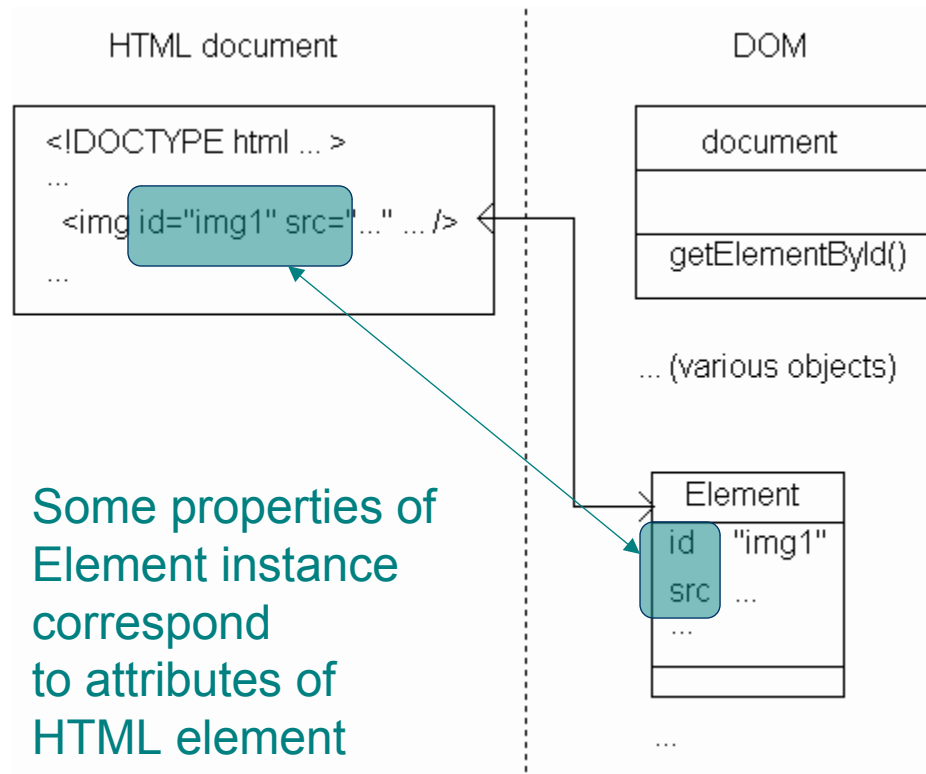 HTML document
<!DOCTYPE html ... >
...
<img id="img1" src="..." ... />
...
Some properties of
Element instance
correspond
to attributes of
HTML element
DOM
document
getElementById()
... (various objects)
Element
id "img1"
src ...
...
...